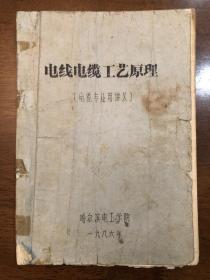 电线电缆工艺原理
(电缆专业用讲义)
哈尔滨电工学院
一九八六年